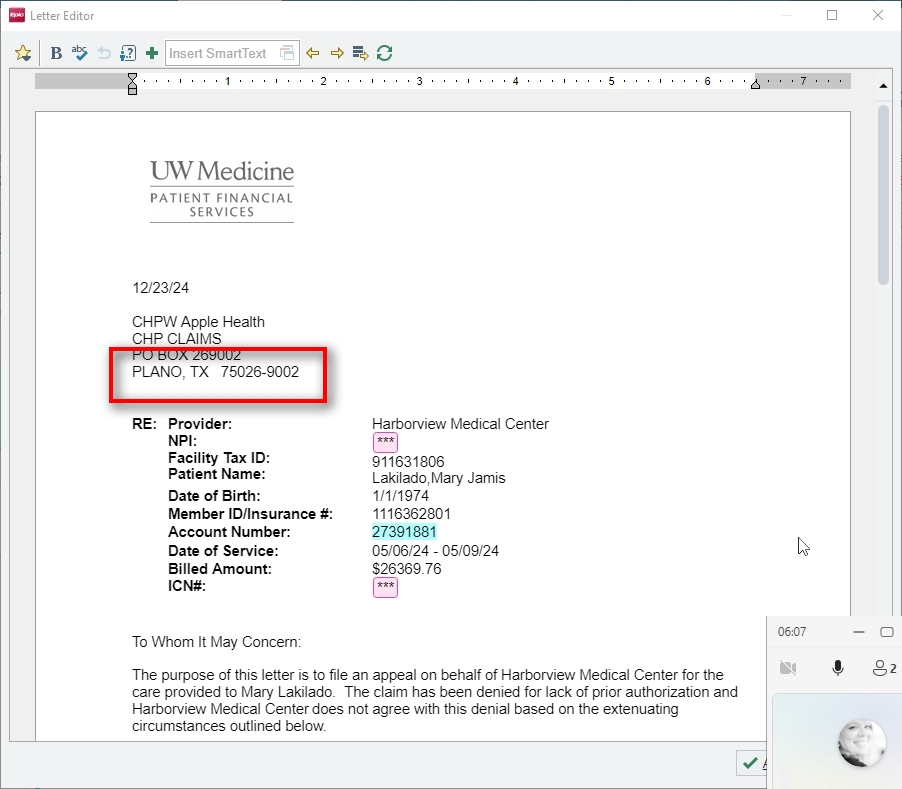 Epic Letter Editor
B abc Insert SmartText
1 2 3 4 5 6 7
UW Medicine
PATIENT FINANCIAL
SERVICES
12/23/24
CHPW Apple Health
CHP CLAIMS
PO BOX 269002
PLANO, TX 75026-9002
RE: Provider: Harborview Medical Center
NPI: ***
Facility Tax ID: 911631806
Patient Name: Lakilado,Mary Jamis
Date of Birth: 1/1/1974
Member ID/Insurance #: 1116362801
Account Number: 27391881
Date of Service: 05/06/24 - 05/09/24
Billed Amount: $26369.76
ICN#: ***
To Whom It May Concern:
The purpose of this letter is to file an appeal on behalf of Harborview Medical Center for the
care provided to Mary Lakilado. The claim has been denied for lack of prior authorization and
Harborview Medical Center does not agree with this denial based on the extenuating
circumstances outlined below.
06:07
2